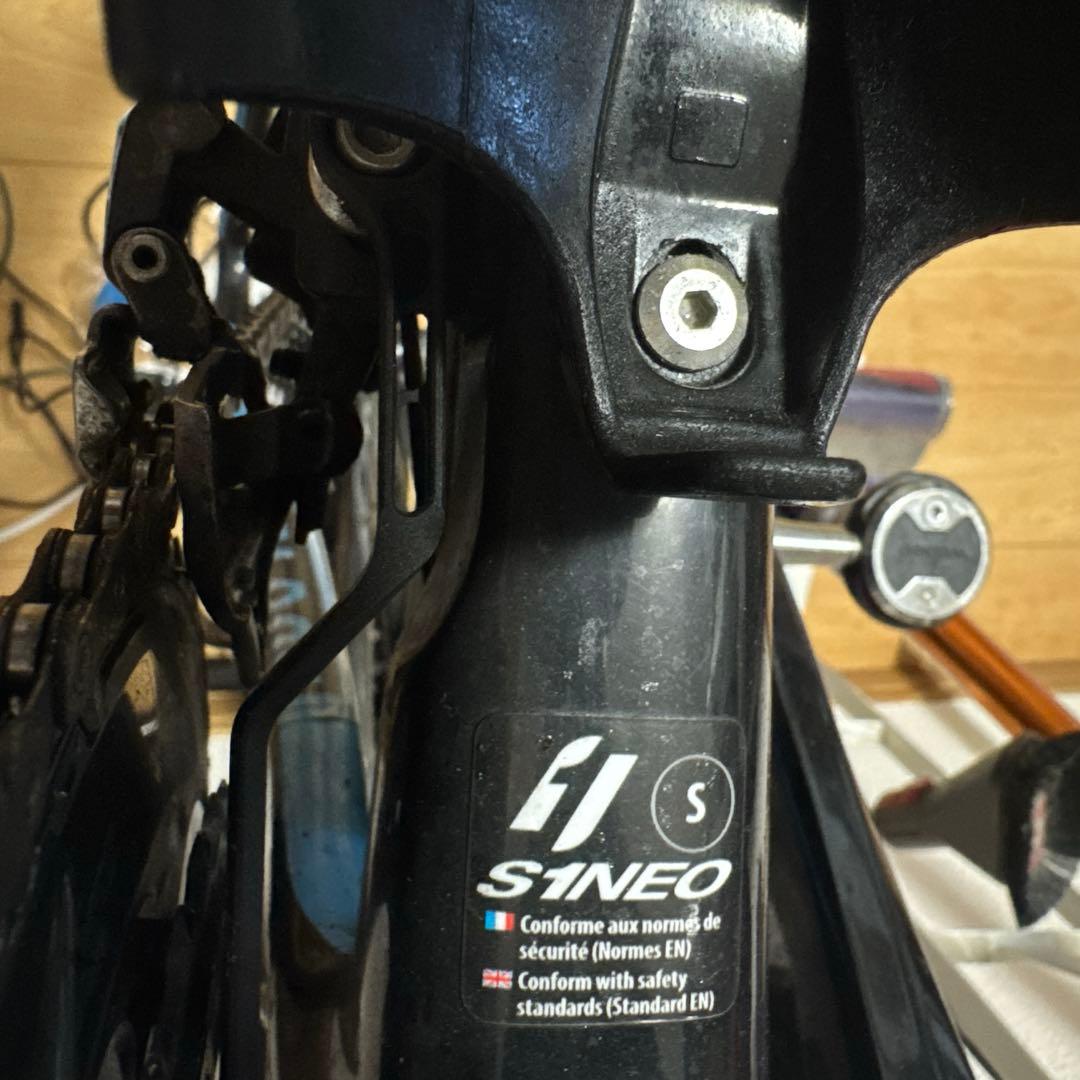 S
S1NEO
Conforme aux normes de
sécurité (Normes EN)
Conform with safety
standards (Standard EN)